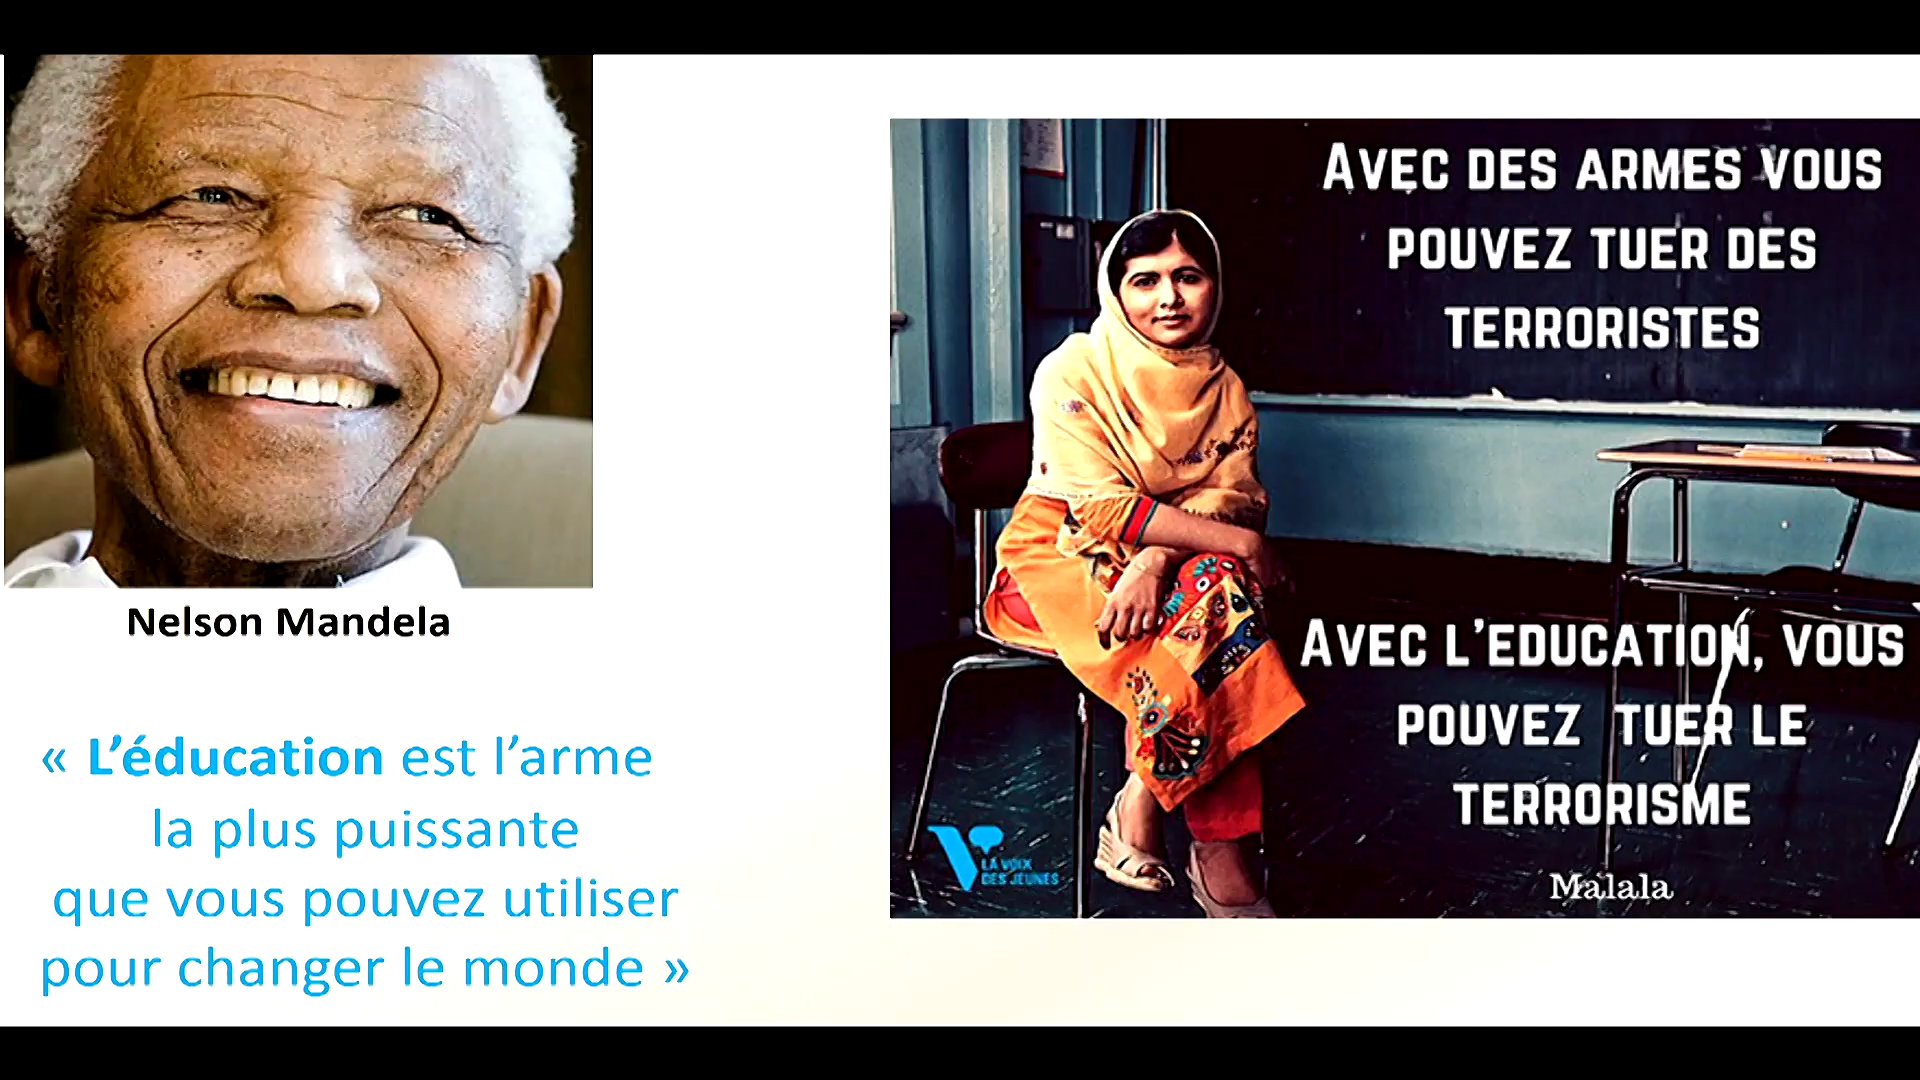 Nelson Mandela
« L’éducation est l’arme
la plus puissante
que vous pouvez utiliser
pour changer le monde »
AVEC DES ARMES VOUS
POUVEZ TUER DES
TERRORISTES
AVEC L’EDUCATION, VOUS
POUVEZ TUER LE
TERRORISME
Malala
LA VOIX
DES JEUNES